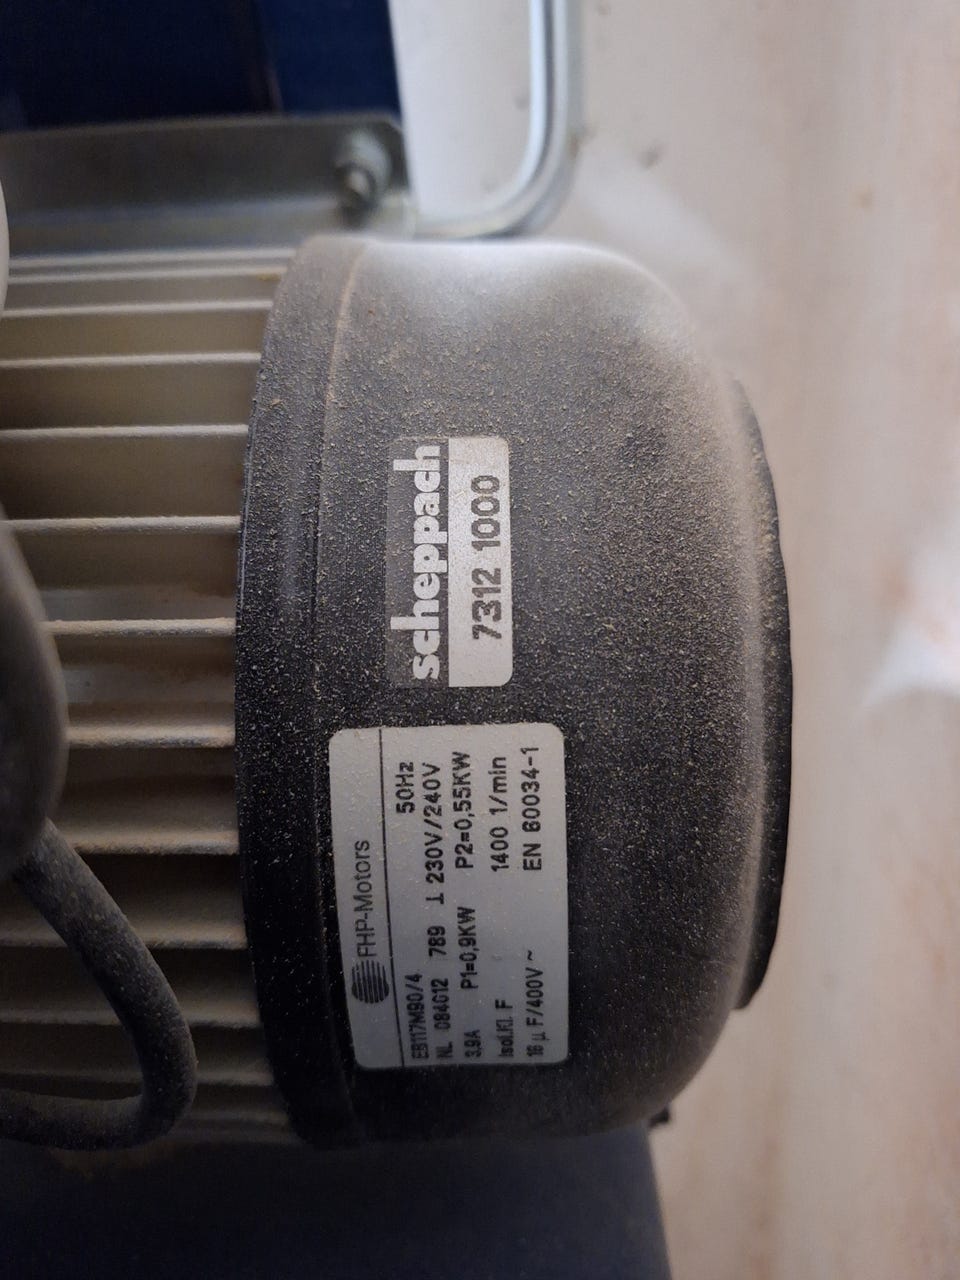 scheppach
7312 1000
FHP-Motors
EB117M90/4 50Hz
NL 084012 789 ⊥ 230V/240V
3,9A P1=0,9KW P2=0,55KW
Isol.Kl. F 1400 1/min
16 µF/400V~ EN 60034-1